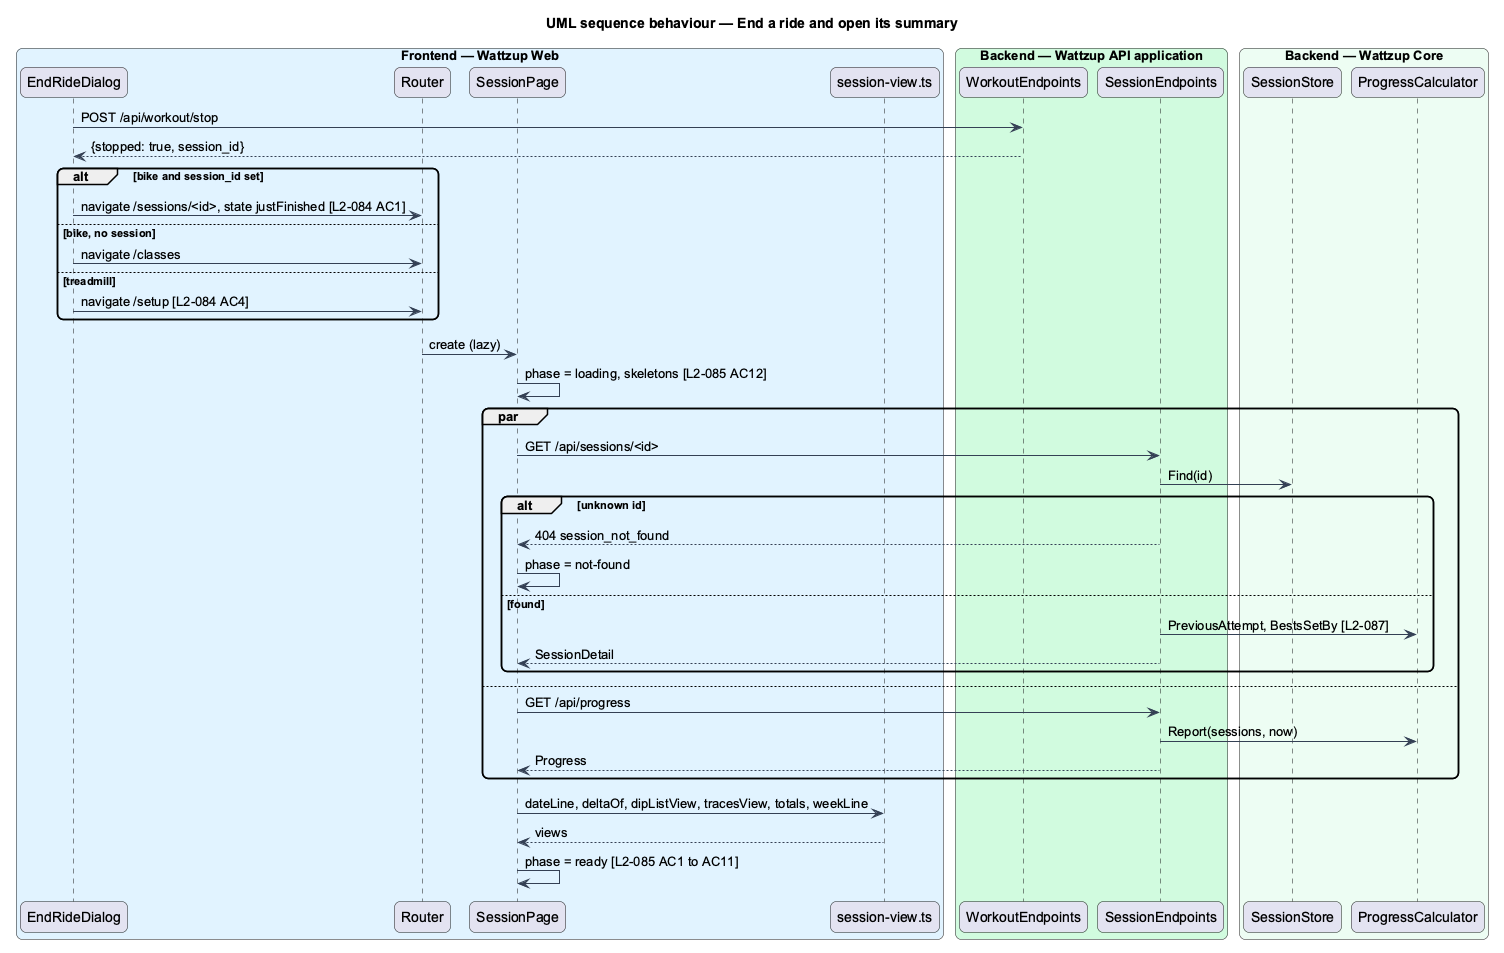 UML sequence behaviour — End a ride and open its summary
Frontend — Wattzup Web
Backend — Wattzup API application
Backend — Wattzup Core
EndRideDialog
Router
SessionPage
session-view.ts
WorkoutEndpoints
SessionEndpoints
SessionStore
ProgressCalculator
POST /api/workout/stop
{stopped: true, session_id}
alt [bike and session_id set]
navigate /sessions/<id>, state justFinished [L2-084 AC1]
[bike, no session]
navigate /classes
[treadmill]
navigate /setup [L2-084 AC4]
create (lazy)
phase = loading, skeletons [L2-085 AC12]
par
GET /api/sessions/<id>
Find(id)
alt [unknown id]
404 session_not_found
phase = not-found
[found]
PreviousAttempt, BestsSetBy [L2-087]
SessionDetail
GET /api/progress
Report(sessions, now)
Progress
dateLine, deltaOf, dipListView, tracesView, totals, weekLine
views
phase = ready [L2-085 AC1 to AC11]
EndRideDialog
Router
SessionPage
session-view.ts
WorkoutEndpoints
SessionEndpoints
SessionStore
ProgressCalculator